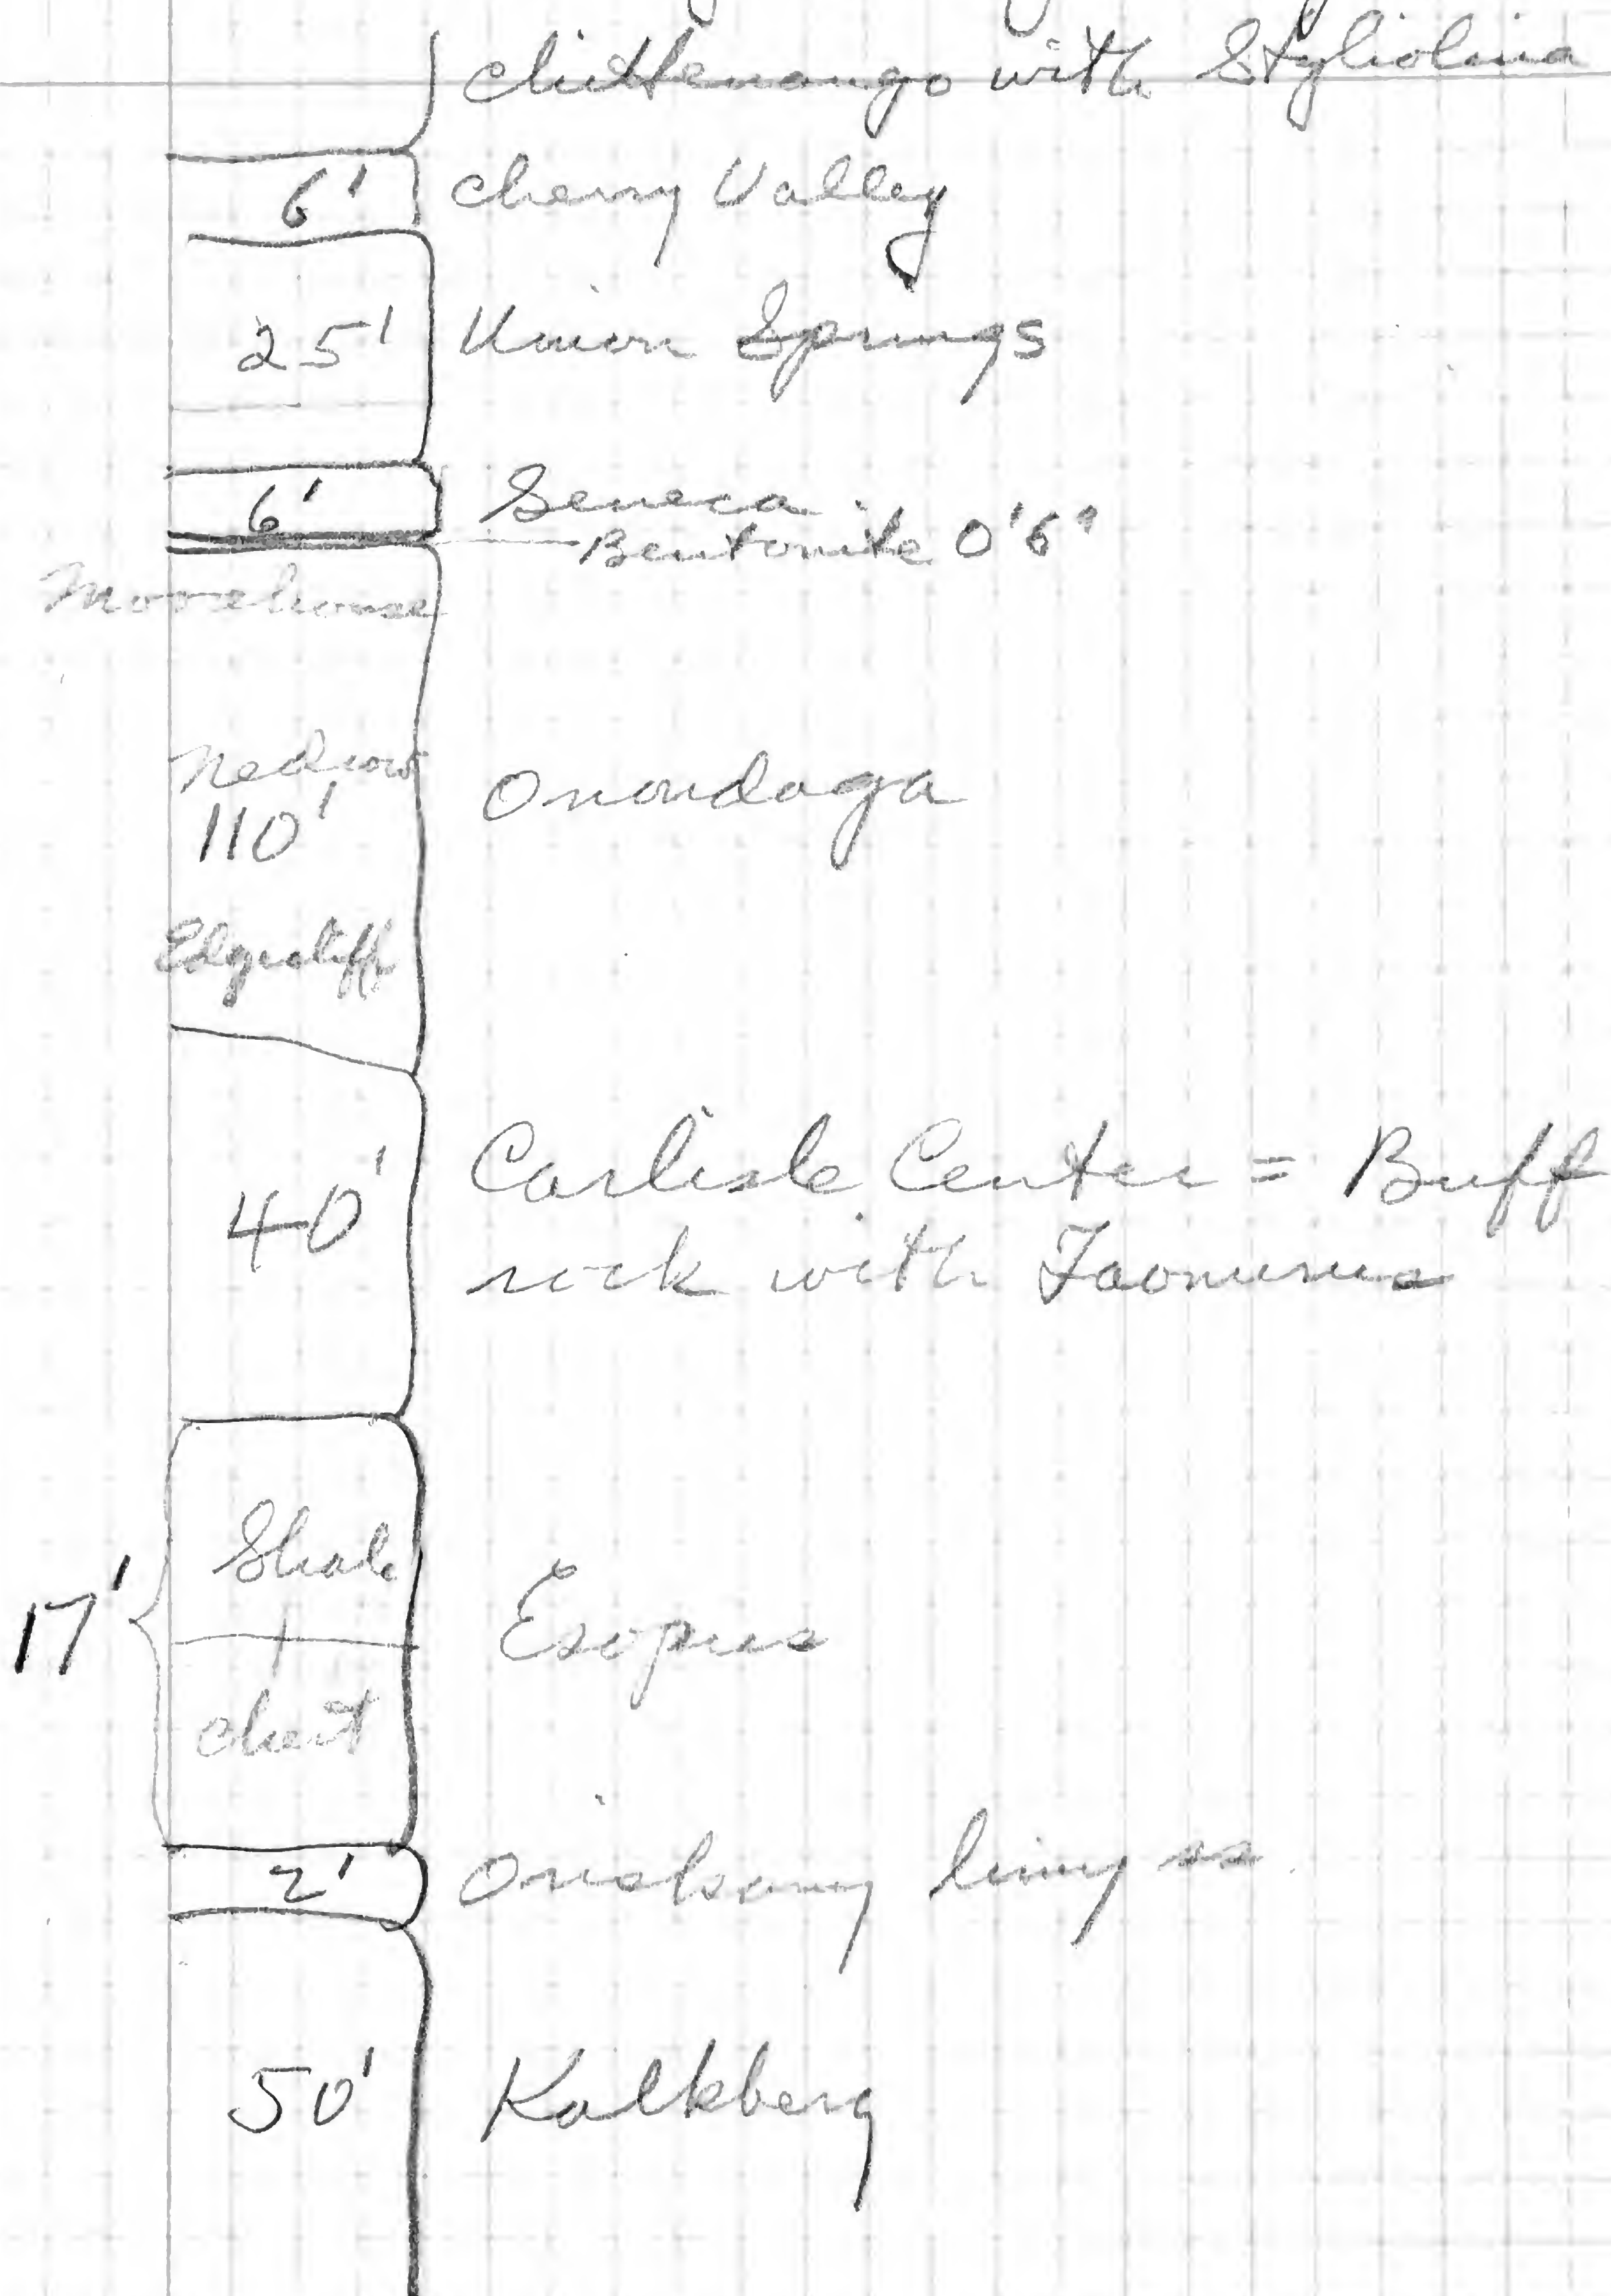 Chittenango with Styliolina
6' Cherry Valley
25' Union Springs
6' Seneca
Bentonite 0'6"
Moorehouse
Nedrow
110' Onondaga
Edgecliff
40' Carlisle Center = Buff
rock with Taonurus
Shale
17' Esopus
chert
2' Oriskany limy ss.
50' Kalkberg